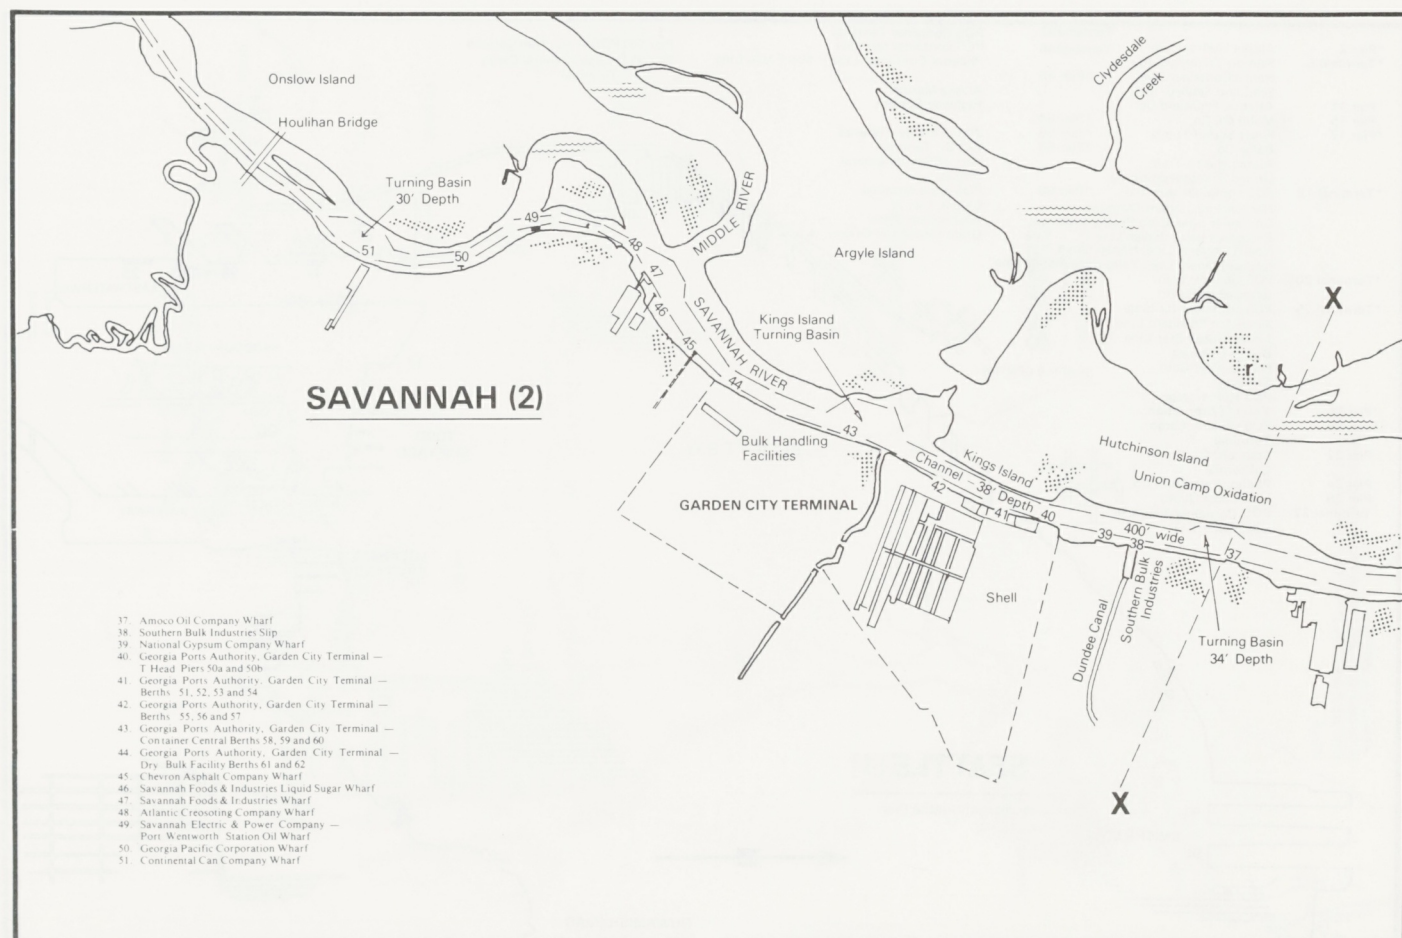 Onslow Island
Clydesdale
Creek
Houlihan Bridge
Turning Basin
30' Depth
MIDDLE RIVER
49
48
51
50
47
Argyle Island
46
SAVANNAH RIVER
Kings Island
Turning Basin
X
45
44
SAVANNAH (2)
43
Bulk Handling
Facilities
Hutchinson Island
Kings Island
Union Camp Oxidation
Channel - 38' Depth
42
GARDEN CITY TERMINAL
41
40
400' wide
39
38
37
Southern Bulk
Industries
Shell
Dundee Canal
Turning Basin
34' Depth
X
37. Amoco Oil Company Wharf
38. Southern Bulk Industries Slip
39. National Gypsum Company Wharf
40. Georgia Ports Authority, Garden City Terminal —
T Head Piers 50a and 50b
41. Georgia Ports Authority, Garden City Teminal —
Berths 51, 52, 53 and 54
42. Georgia Ports Authority, Garden City Terminal —
Berths 55, 56 and 57
43. Georgia Ports Authority, Garden City Terminal —
Container Central Berths 58, 59 and 60
44. Georgia Ports Authority, Garden City Terminal —
Dry Bulk Facility Berths 61 and 62
45. Chevron Asphalt Company Wharf
46. Savannah Foods & Industries Liquid Sugar Wharf
47. Savannah Foods & Industries Wharf
48. Atlantic Creosoting Company Wharf
49. Savannah Electric & Power Company —
Port Wentworth Station Oil Wharf
50. Georgia Pacific Corporation Wharf
51. Continental Can Company Wharf